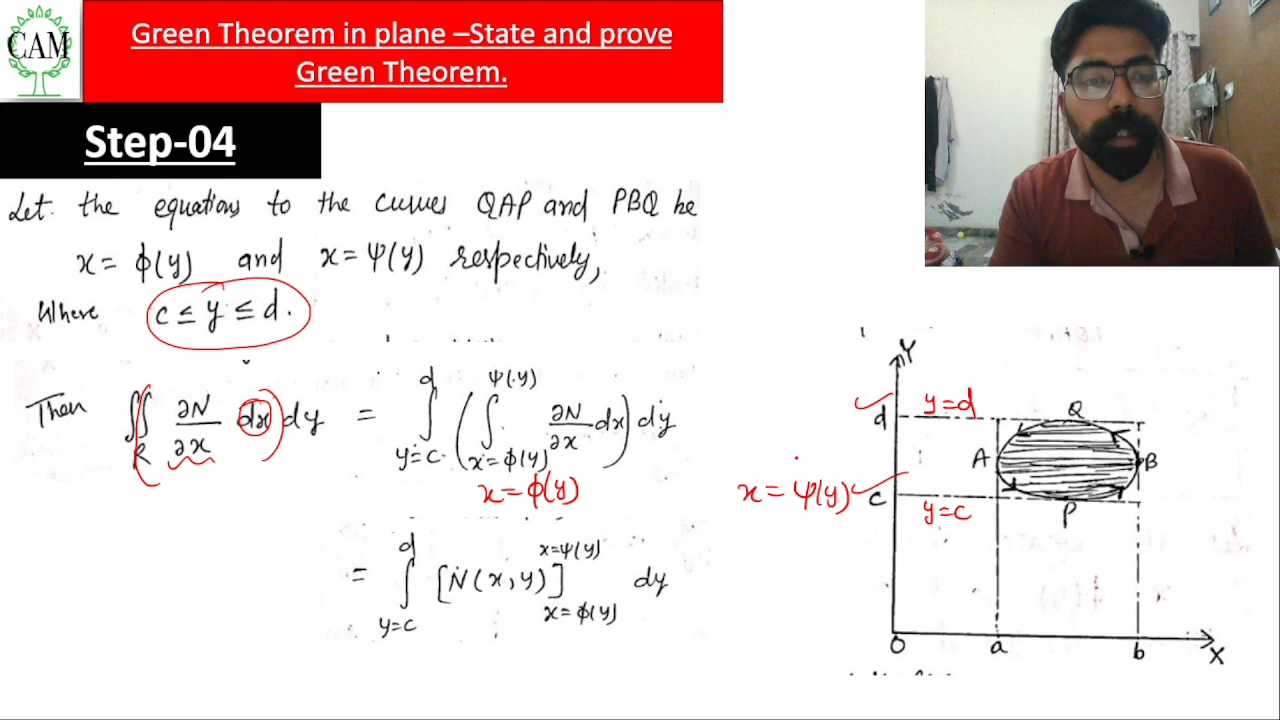 CAM
Green Theorem in plane –State and prove
Green Theorem.
Step-04
Let the equations to the curves QAP and PBQ be
x = ϕ(y) and x = ψ(y) respectively,
Where c ≤ y ≤ d.
Then ∬_R ∂N/∂x dx dy = ∫_{y=c}^{d} ( ∫_{x=ϕ(y)}^{ψ(y)} ∂N/∂x dx ) dy
x = ϕ(y)
= ∫_{y=c}^{d} [N(x,y)]_{x=ϕ(y)}^{x=ψ(y)} dy
Y
d y=d Q
A B
x = ψ(y) c y=c P
O a b X